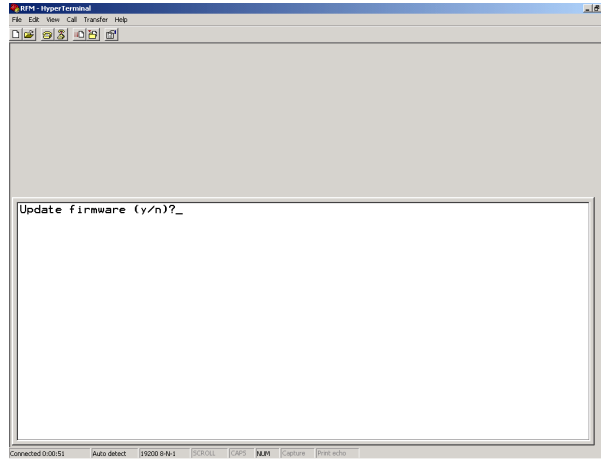 RFM - HyperTerminal
File Edit View Call Transfer Help
Update firmware (y/n)?_
Connected 0:00:51 Auto detect 19200 8-N-1 SCROLL CAPS NUM Capture Print echo